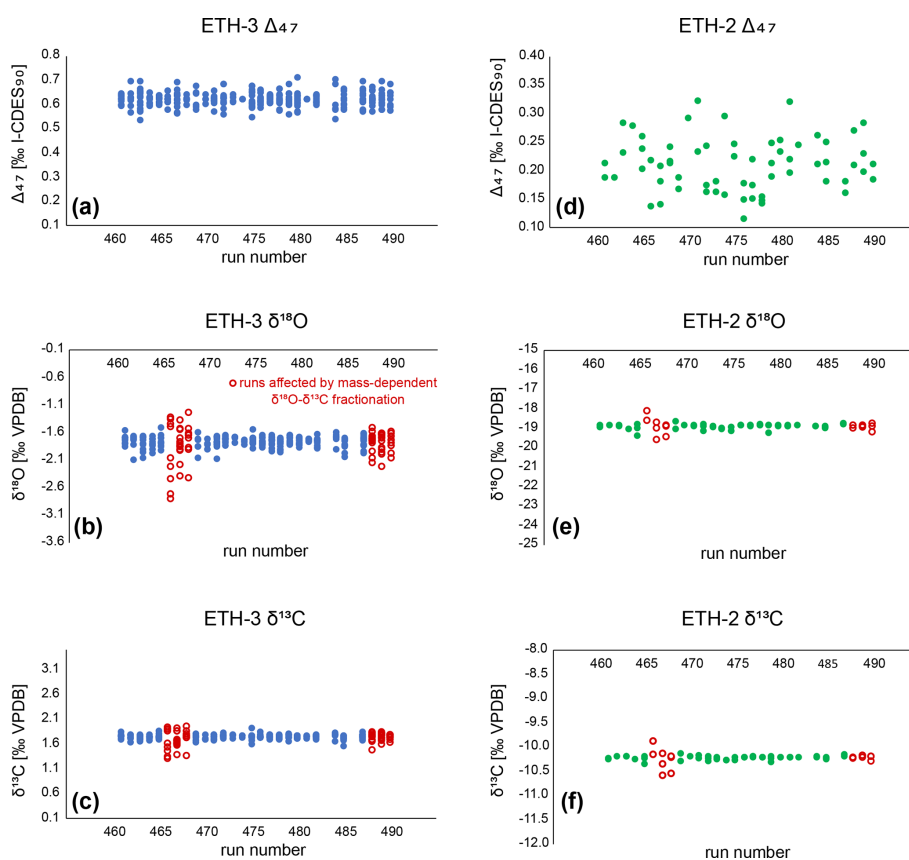 ETH-3 Δ₄₇
0.8
0.7
0.6
0.5
0.4
0.3
0.2
0.1
Δ₄₇ [‰ I-CDES₉₀]
(a)
460 465 470 475 480 485 490
run number
ETH-2 Δ₄₇
0.40
0.35
0.30
0.25
0.20
0.15
0.10
Δ₄₇ [‰ I-CDES₉₀]
(d)
460 465 470 475 480 485 490
run number
ETH-3 δ¹⁸O
-0.1
-0.6
-1.1
-1.6
-2.1
-2.6
-3.1
-3.6
δ¹⁸O [‰ VPDB]
460 465 470 475 480 485 490
runs affected by mass-dependent
δ¹⁸O-δ¹³C fractionation
(b)
run number
ETH-2 δ¹⁸O
-15
-16
-17
-18
-19
-20
-21
-22
-23
-24
-25
δ¹⁸O [‰ VPDB]
460 465 470 475 480 485 490
(e)
run number
ETH-3 δ¹³C
3.1
2.6
2.1
1.6
1.1
0.6
0.1
δ¹³C [‰ VPDB]
(c)
460 465 470 475 480 485 490
run number
ETH-2 δ¹³C
-8.0
-8.5
-9.0
-9.5
-10.0
-10.5
-11.0
-11.5
-12.0
δ¹³C [‰ VPDB]
460 465 470 475 480 485 490
(f)
run number